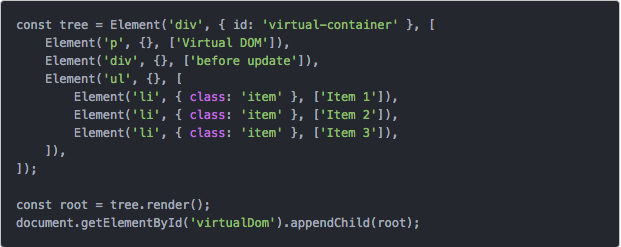 const tree = Element('div', { id: 'virtual-container' }, [
    Element('p', {}, ['Virtual DOM']),
    Element('div', {}, ['before update']),
    Element('ul', {}, [
        Element('li', { class: 'item' }, ['Item 1']),
        Element('li', { class: 'item' }, ['Item 2']),
        Element('li', { class: 'item' }, ['Item 3']),
    ]),
]);

const root = tree.render();
document.getElementById('virtualDom').appendChild(root);